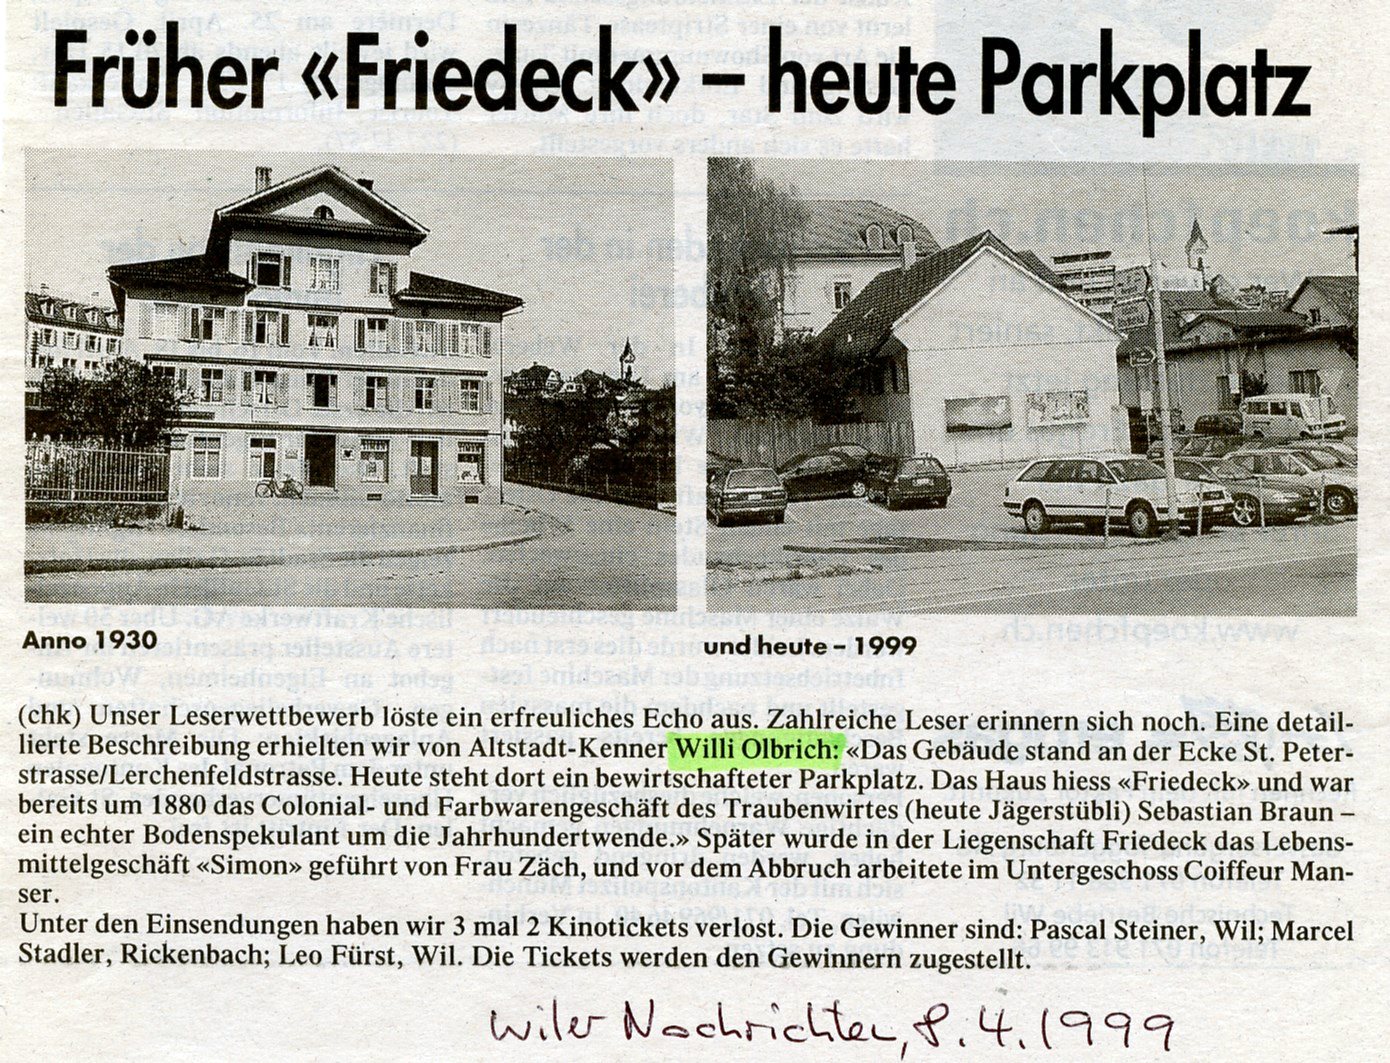 Früher «Friedeck» – heute Parkplatz
Anno 1930
und heute – 1999
(chk) Unser Leserwettbewerb löste ein erfreuliches Echo aus. Zahlreiche Leser erinnern sich noch. Eine detail-
lierte Beschreibung erhielten wir von Altstadt-Kenner Willi Olbrich: «Das Gebäude stand an der Ecke St. Peter-
strasse/Lerchenfeldstrasse. Heute steht dort ein bewirtschafteter Parkplatz. Das Haus hiess «Friedeck» und war
bereits um 1880 das Colonial- und Farbwarengeschäft des Traubenwirtes (heute Jägerstübli) Sebastian Braun –
ein echter Bodenspekulant um die Jahrhundertwende.» Später wurde in der Liegenschaft Friedeck das Lebens-
mittelgeschäft «Simon» geführt von Frau Zäch, und vor dem Abbruch arbeitete im Untergeschoss Coiffeur Man-
ser.
Unter den Einsendungen haben wir 3 mal 2 Kinotickets verlost. Die Gewinner sind: Pascal Steiner, Wil; Marcel
Stadler, Rickenbach; Leo Fürst, Wil. Die Tickets werden den Gewinnern zugestellt.
Wiler Nachrichten, 8.4.1999